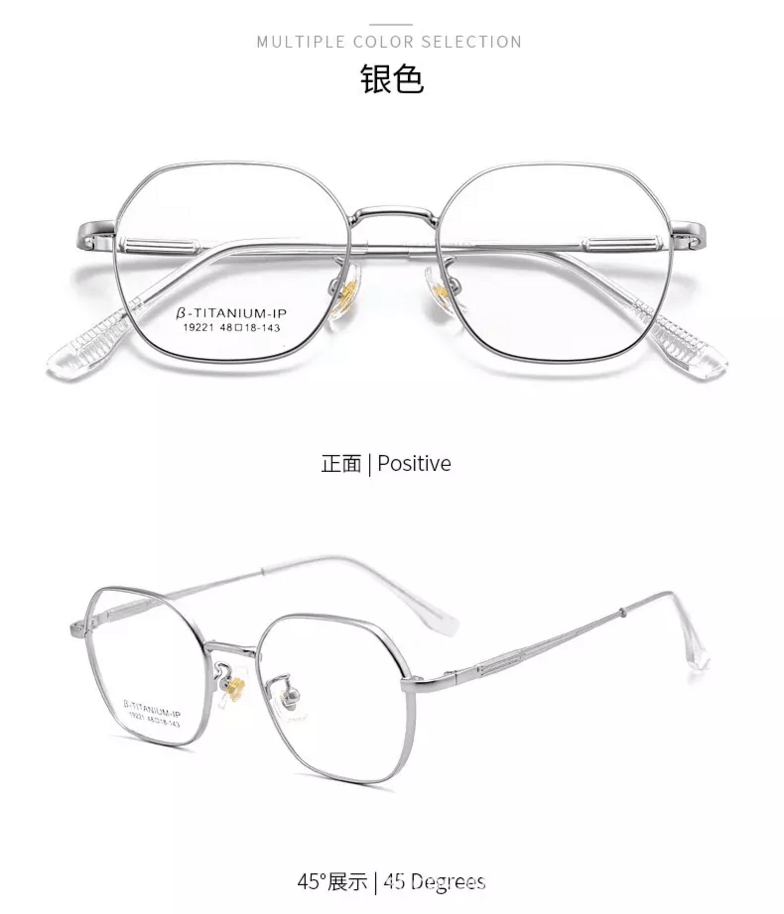 MULTIPLE COLOR SELECTION
银色
β-TITANIUM-IP
19221 48□18-143
正面 | Positive
β-TITANIUM-IP
19221 48□18-143
45°展示 | 45 Degrees